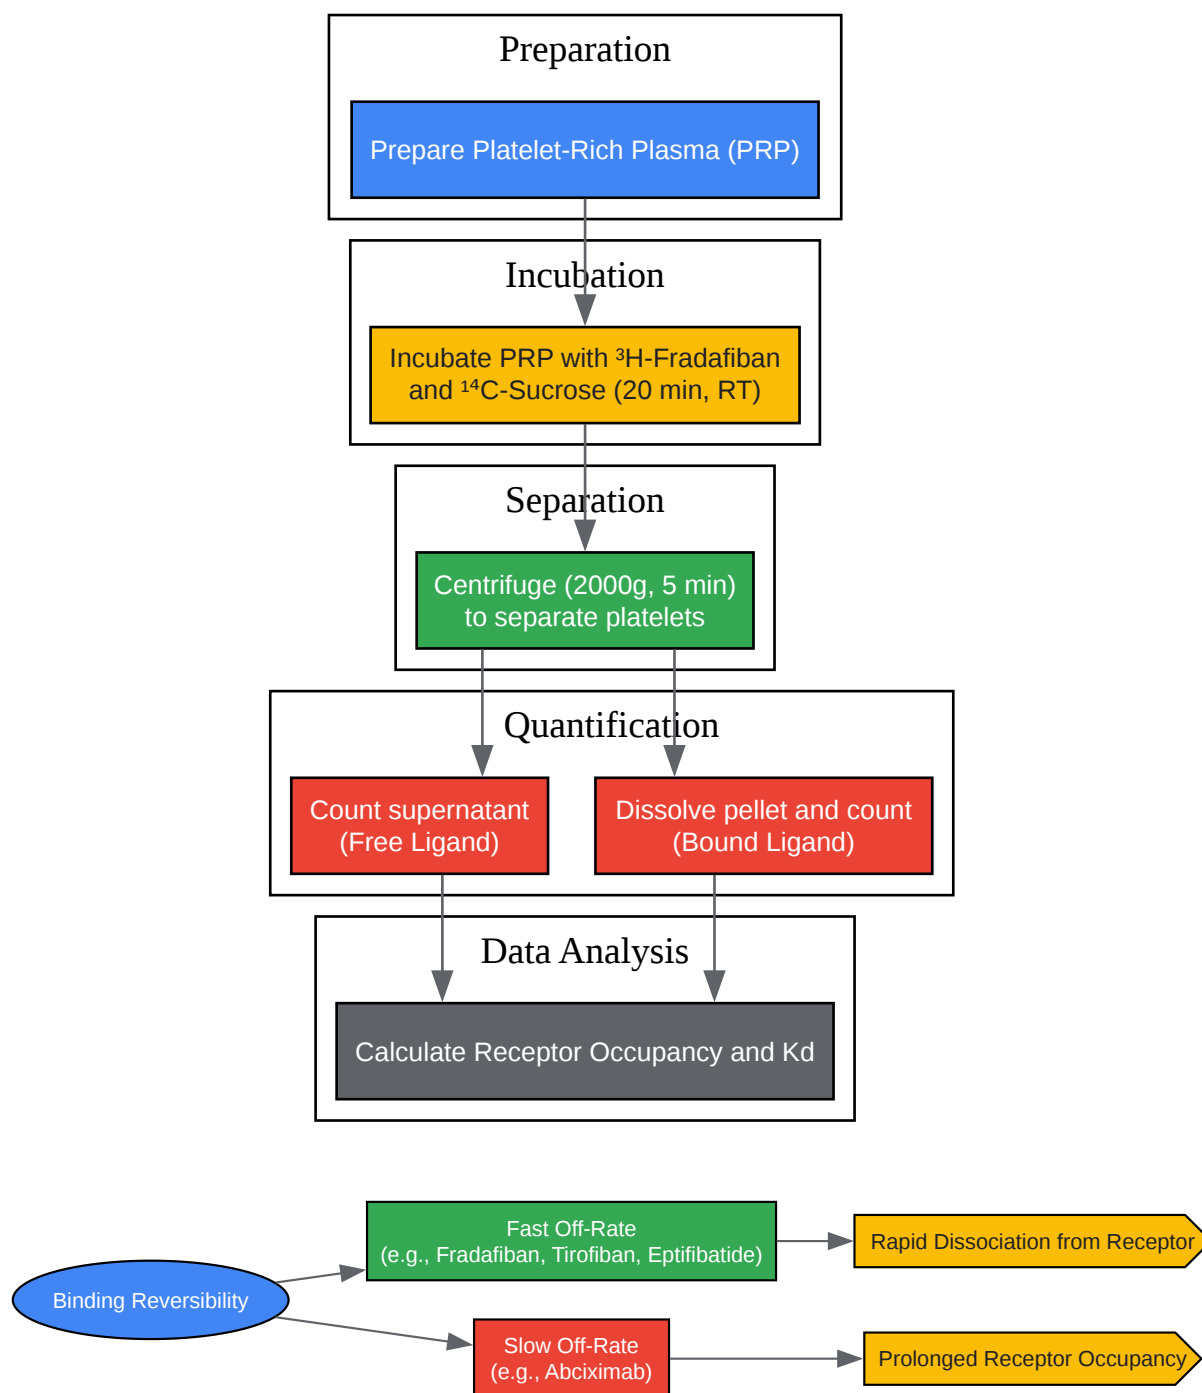 Preparation
Prepare Platelet-Rich Plasma (PRP)
Incubation
Incubate PRP with ³H-Fradafiban
and ¹⁴C-Sucrose (20 min, RT)
Separation
Centrifuge (2000g, 5 min)
to separate platelets
Quantification
Count supernatant
(Free Ligand)
Dissolve pellet and count
(Bound Ligand)
Data Analysis
Calculate Receptor Occupancy and Kd
Binding Reversibility
Fast Off-Rate
(e.g., Fradafiban, Tirofiban, Eptifibatide)
Rapid Dissociation from Receptor
Slow Off-Rate
(e.g., Abciximab)
Prolonged Receptor Occupancy